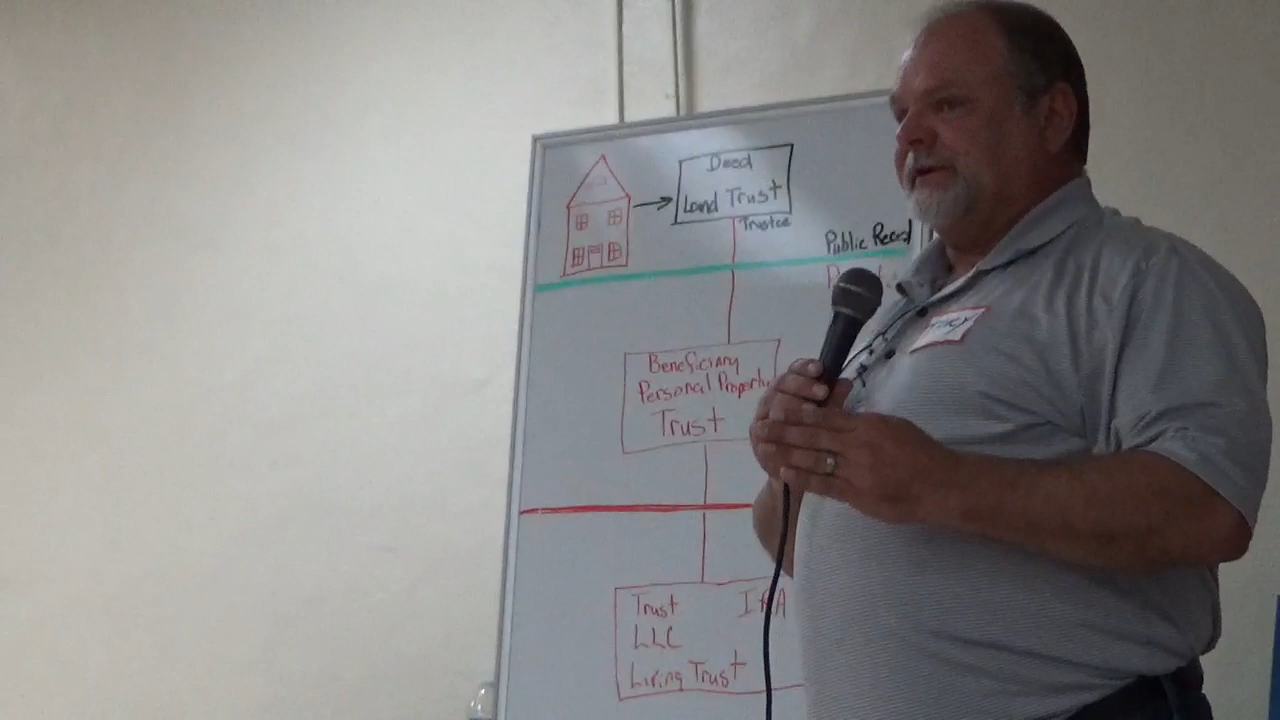 Deed
Land Trust
Trustee
Public Record
Beneficiary
Personal Property
Trust
Trust IRA
LLC
Living Trust